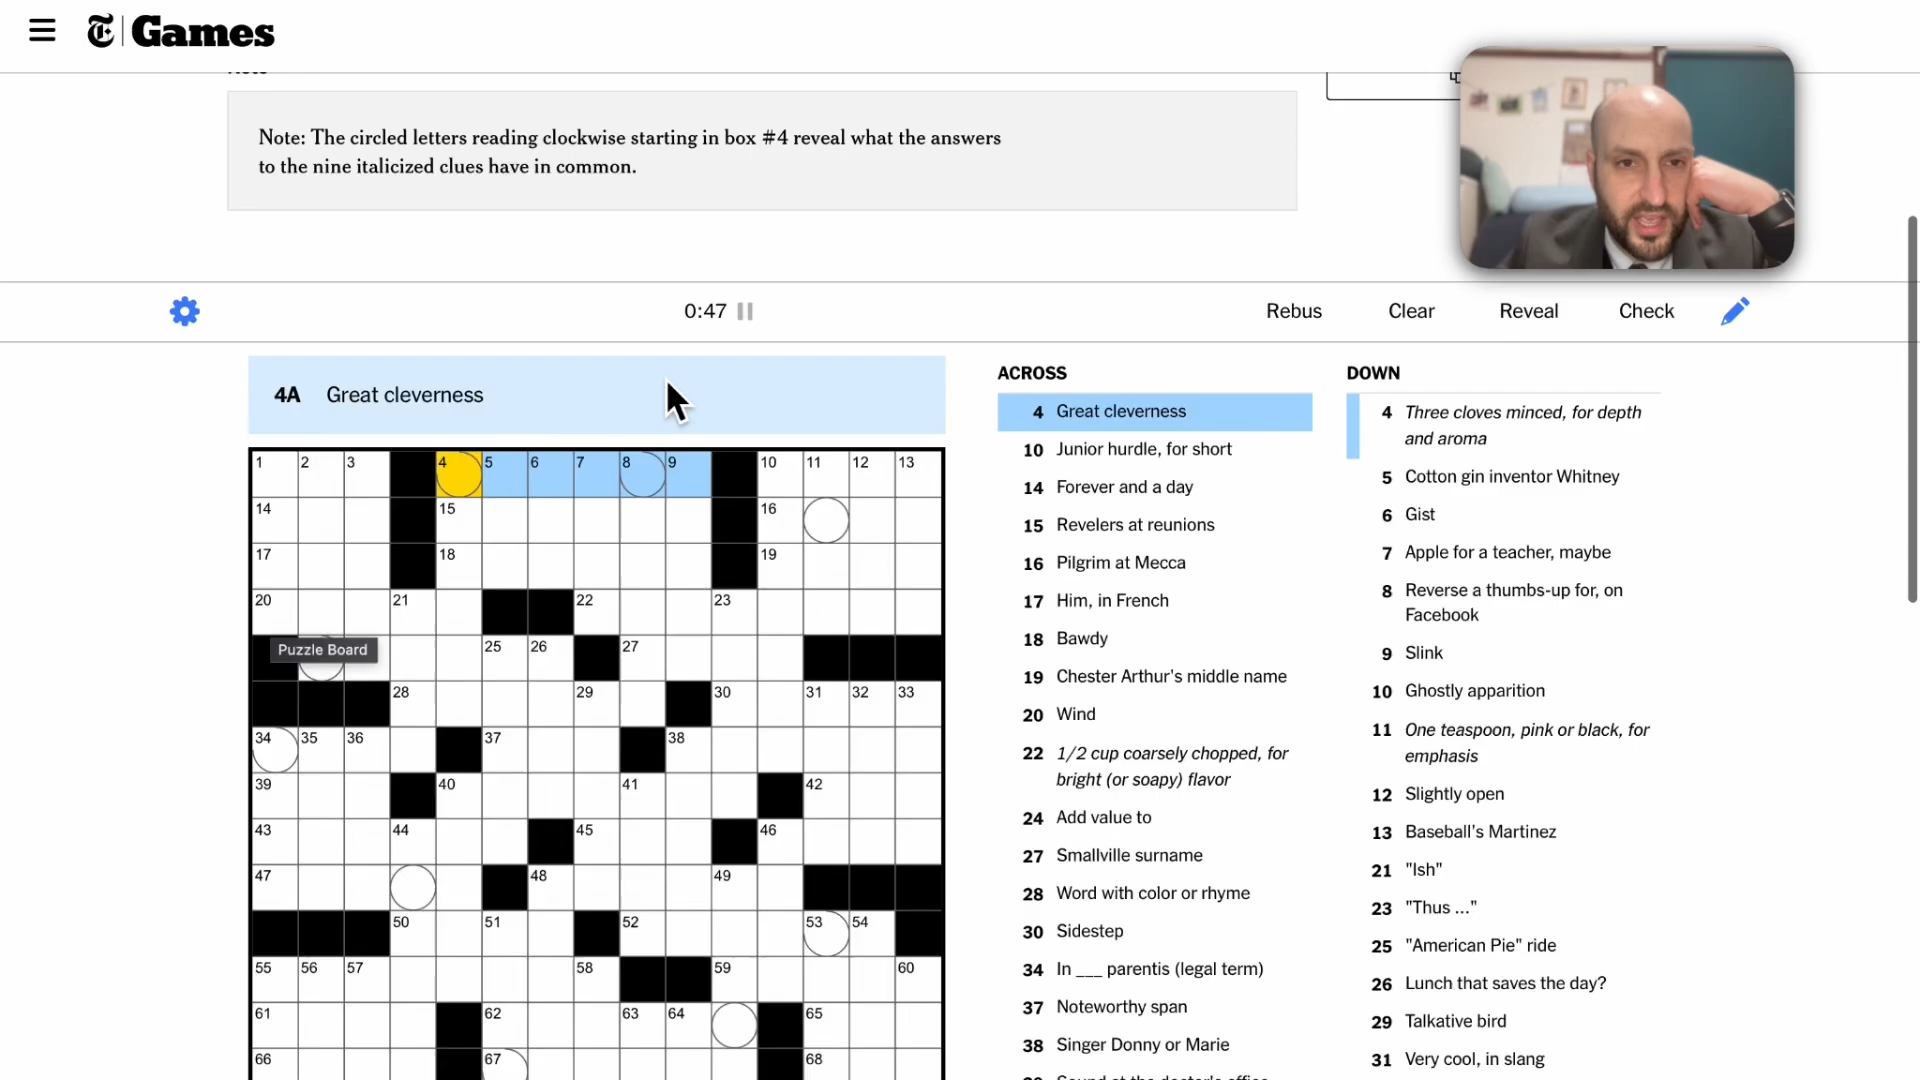 Games
Note: The circled letters reading clockwise starting in box #4 reveal what the answers
to the nine italicized clues have in common.
0:47
Rebus
Clear
Reveal
Check
4A Great cleverness
1 2 3 4 5 6 7 8 9 10 11 12 13
14 15 16
17 18 19
20 21 22 23
Puzzle Board
25 26 27
28 29 30 31 32 33
34 35 36 37 38
39 40 41 42
43 44 45 46
47 48 49
50 51 52 53 54
55 56 57 58 59 60
61 62 63 64 65
66 67 68
ACROSS
4 Great cleverness
10 Junior hurdle, for short
14 Forever and a day
15 Revelers at reunions
16 Pilgrim at Mecca
17 Him, in French
18 Bawdy
19 Chester Arthur's middle name
20 Wind
22 1/2 cup coarsely chopped, for
bright (or soapy) flavor
24 Add value to
27 Smallville surname
28 Word with color or rhyme
30 Sidestep
34 In ___ parentis (legal term)
37 Noteworthy span
38 Singer Donny or Marie
DOWN
4 Three cloves minced, for depth
and aroma
5 Cotton gin inventor Whitney
6 Gist
7 Apple for a teacher, maybe
8 Reverse a thumbs-up for, on
Facebook
9 Slink
10 Ghostly apparition
11 One teaspoon, pink or black, for
emphasis
12 Slightly open
13 Baseball's Martinez
21 "Ish"
23 "Thus ..."
25 "American Pie" ride
26 Lunch that saves the day?
29 Talkative bird
31 Very cool, in slang